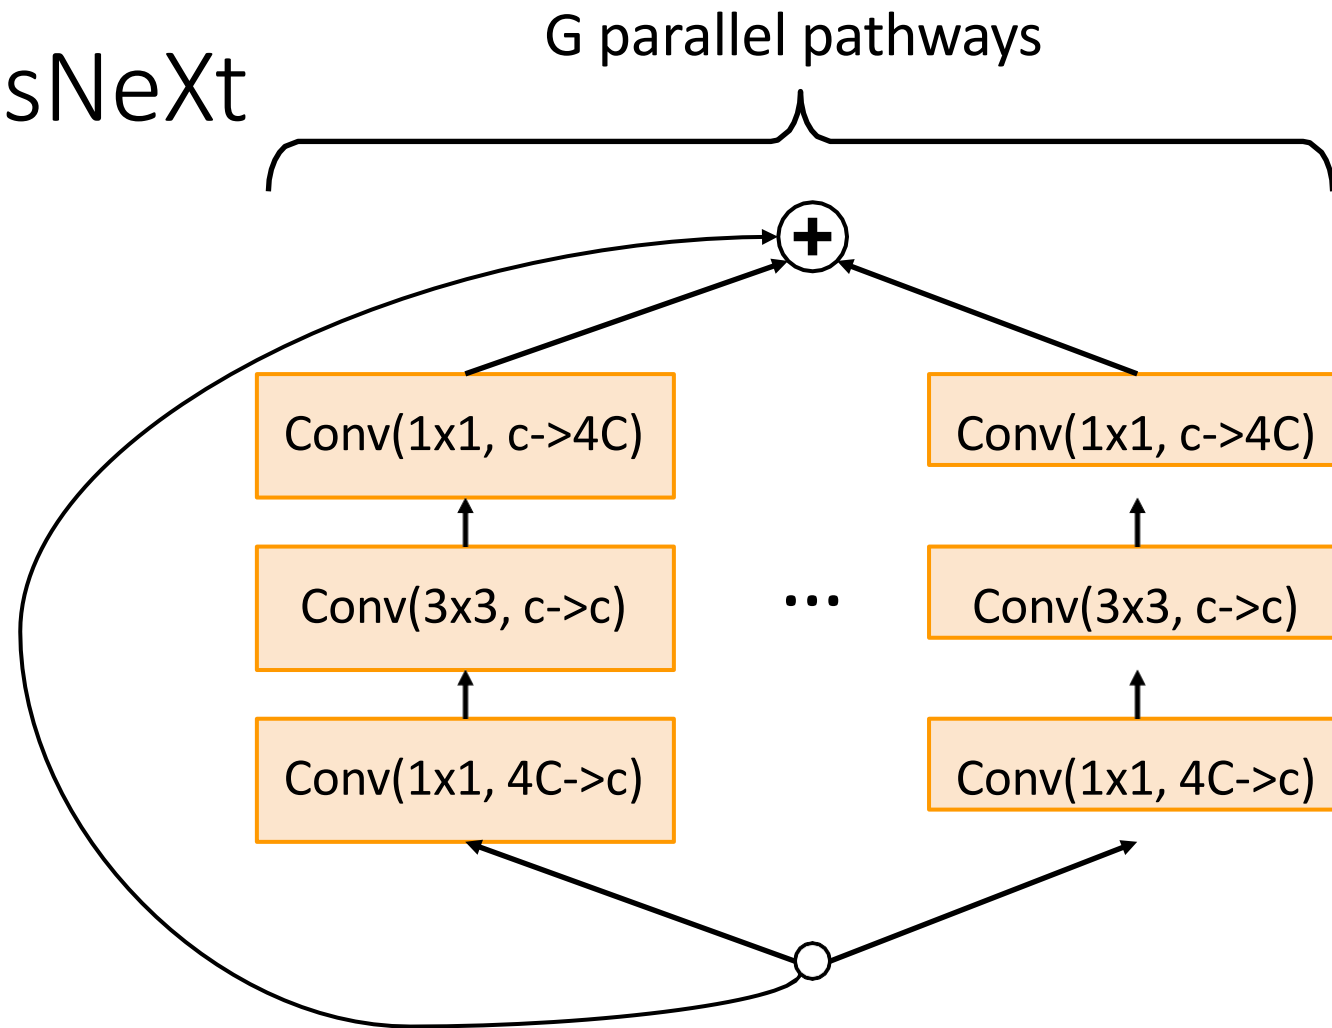 G parallel pathways
sNeXt
Conv(1x1, c->4C)
Conv(1x1, c->4C)
Conv(3x3, c->c)
...
Conv(3x3, c->c)
Conv(1x1, 4C->c)
Conv(1x1, 4C->c)